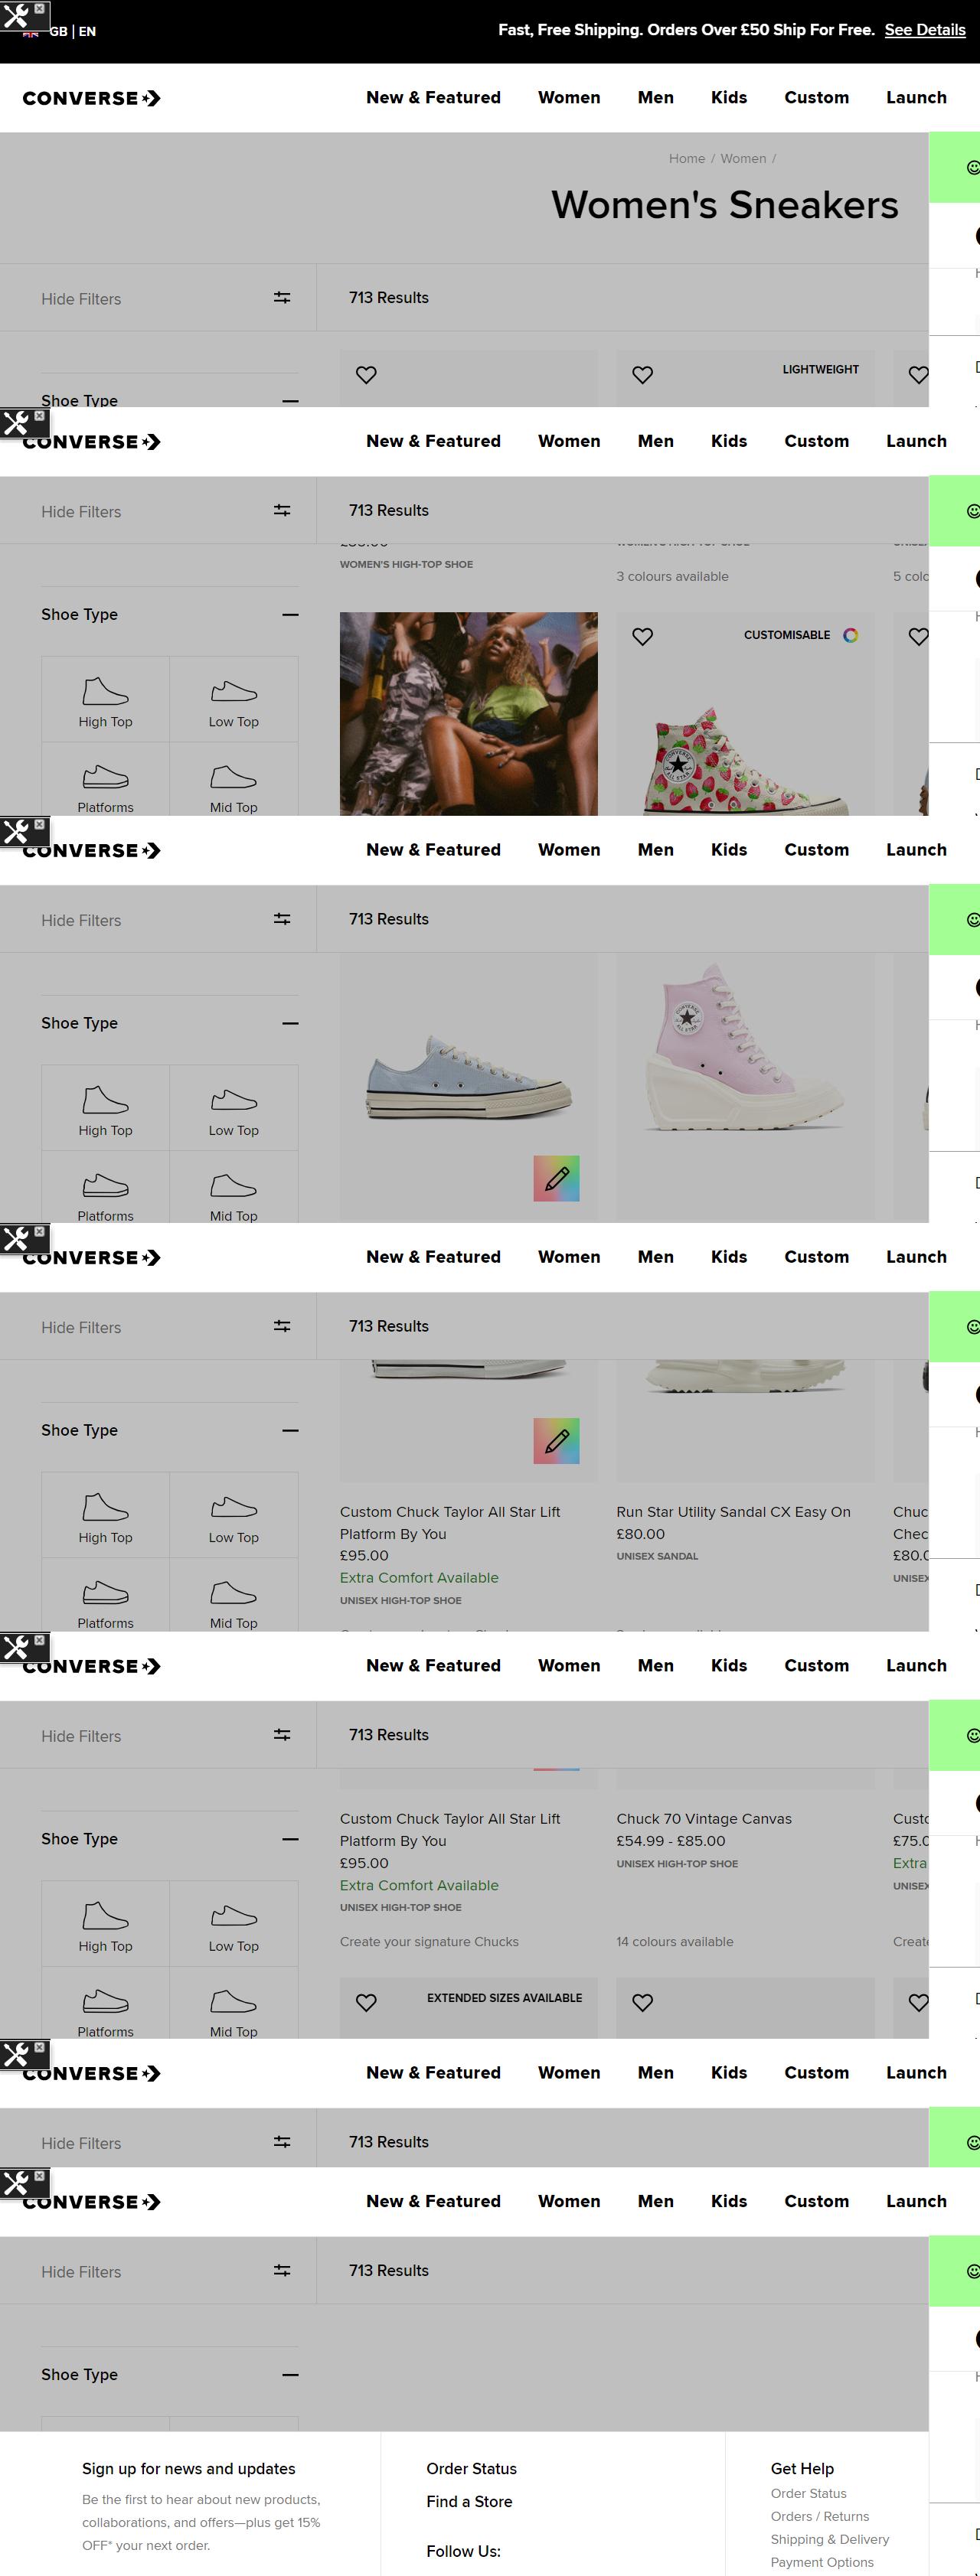 GB | EN
Fast, Free Shipping. Orders Over £50 Ship For Free. See Details
CONVERSE
New & Featured Women Men Kids Custom Launch
Home / Women /
Women's Sneakers
Hide Filters
713 Results
LIGHTWEIGHT
Shoe Type
CONVERSE
New & Featured Women Men Kids Custom Launch
Hide Filters
713 Results
WOMEN'S HIGH-TOP SHOE
3 colours available
5 colo
Shoe Type
CUSTOMISABLE
High Top
Low Top
Platforms
Mid Top
CONVERSE
New & Featured Women Men Kids Custom Launch
Hide Filters
713 Results
Shoe Type
High Top
Low Top
Platforms
Mid Top
CONVERSE
New & Featured Women Men Kids Custom Launch
Hide Filters
713 Results
Shoe Type
High Top
Low Top
Platforms
Mid Top
Custom Chuck Taylor All Star Lift
Platform By You
£95.00
Extra Comfort Available
UNISEX HIGH-TOP SHOE
Run Star Utility Sandal CX Easy On
£80.00
UNISEX SANDAL
Chuc
Chec
£80.0
UNISEX
CONVERSE
New & Featured Women Men Kids Custom Launch
Hide Filters
713 Results
Shoe Type
High Top
Low Top
Platforms
Mid Top
Custom Chuck Taylor All Star Lift
Platform By You
£95.00
Extra Comfort Available
UNISEX HIGH-TOP SHOE
Create your signature Chucks
Chuck 70 Vintage Canvas
£54.99 - £85.00
UNISEX HIGH-TOP SHOE
14 colours available
Custo
£75.0
Extra
UNISEX
Create
EXTENDED SIZES AVAILABLE
CONVERSE
New & Featured Women Men Kids Custom Launch
Hide Filters
713 Results
CONVERSE
New & Featured Women Men Kids Custom Launch
Hide Filters
713 Results
Shoe Type
Sign up for news and updates
Be the first to hear about new products,
collaborations, and offers—plus get 15%
OFF* your next order.
Order Status
Find a Store
Follow Us:
Get Help
Order Status
Orders / Returns
Shipping & Delivery
Payment Options